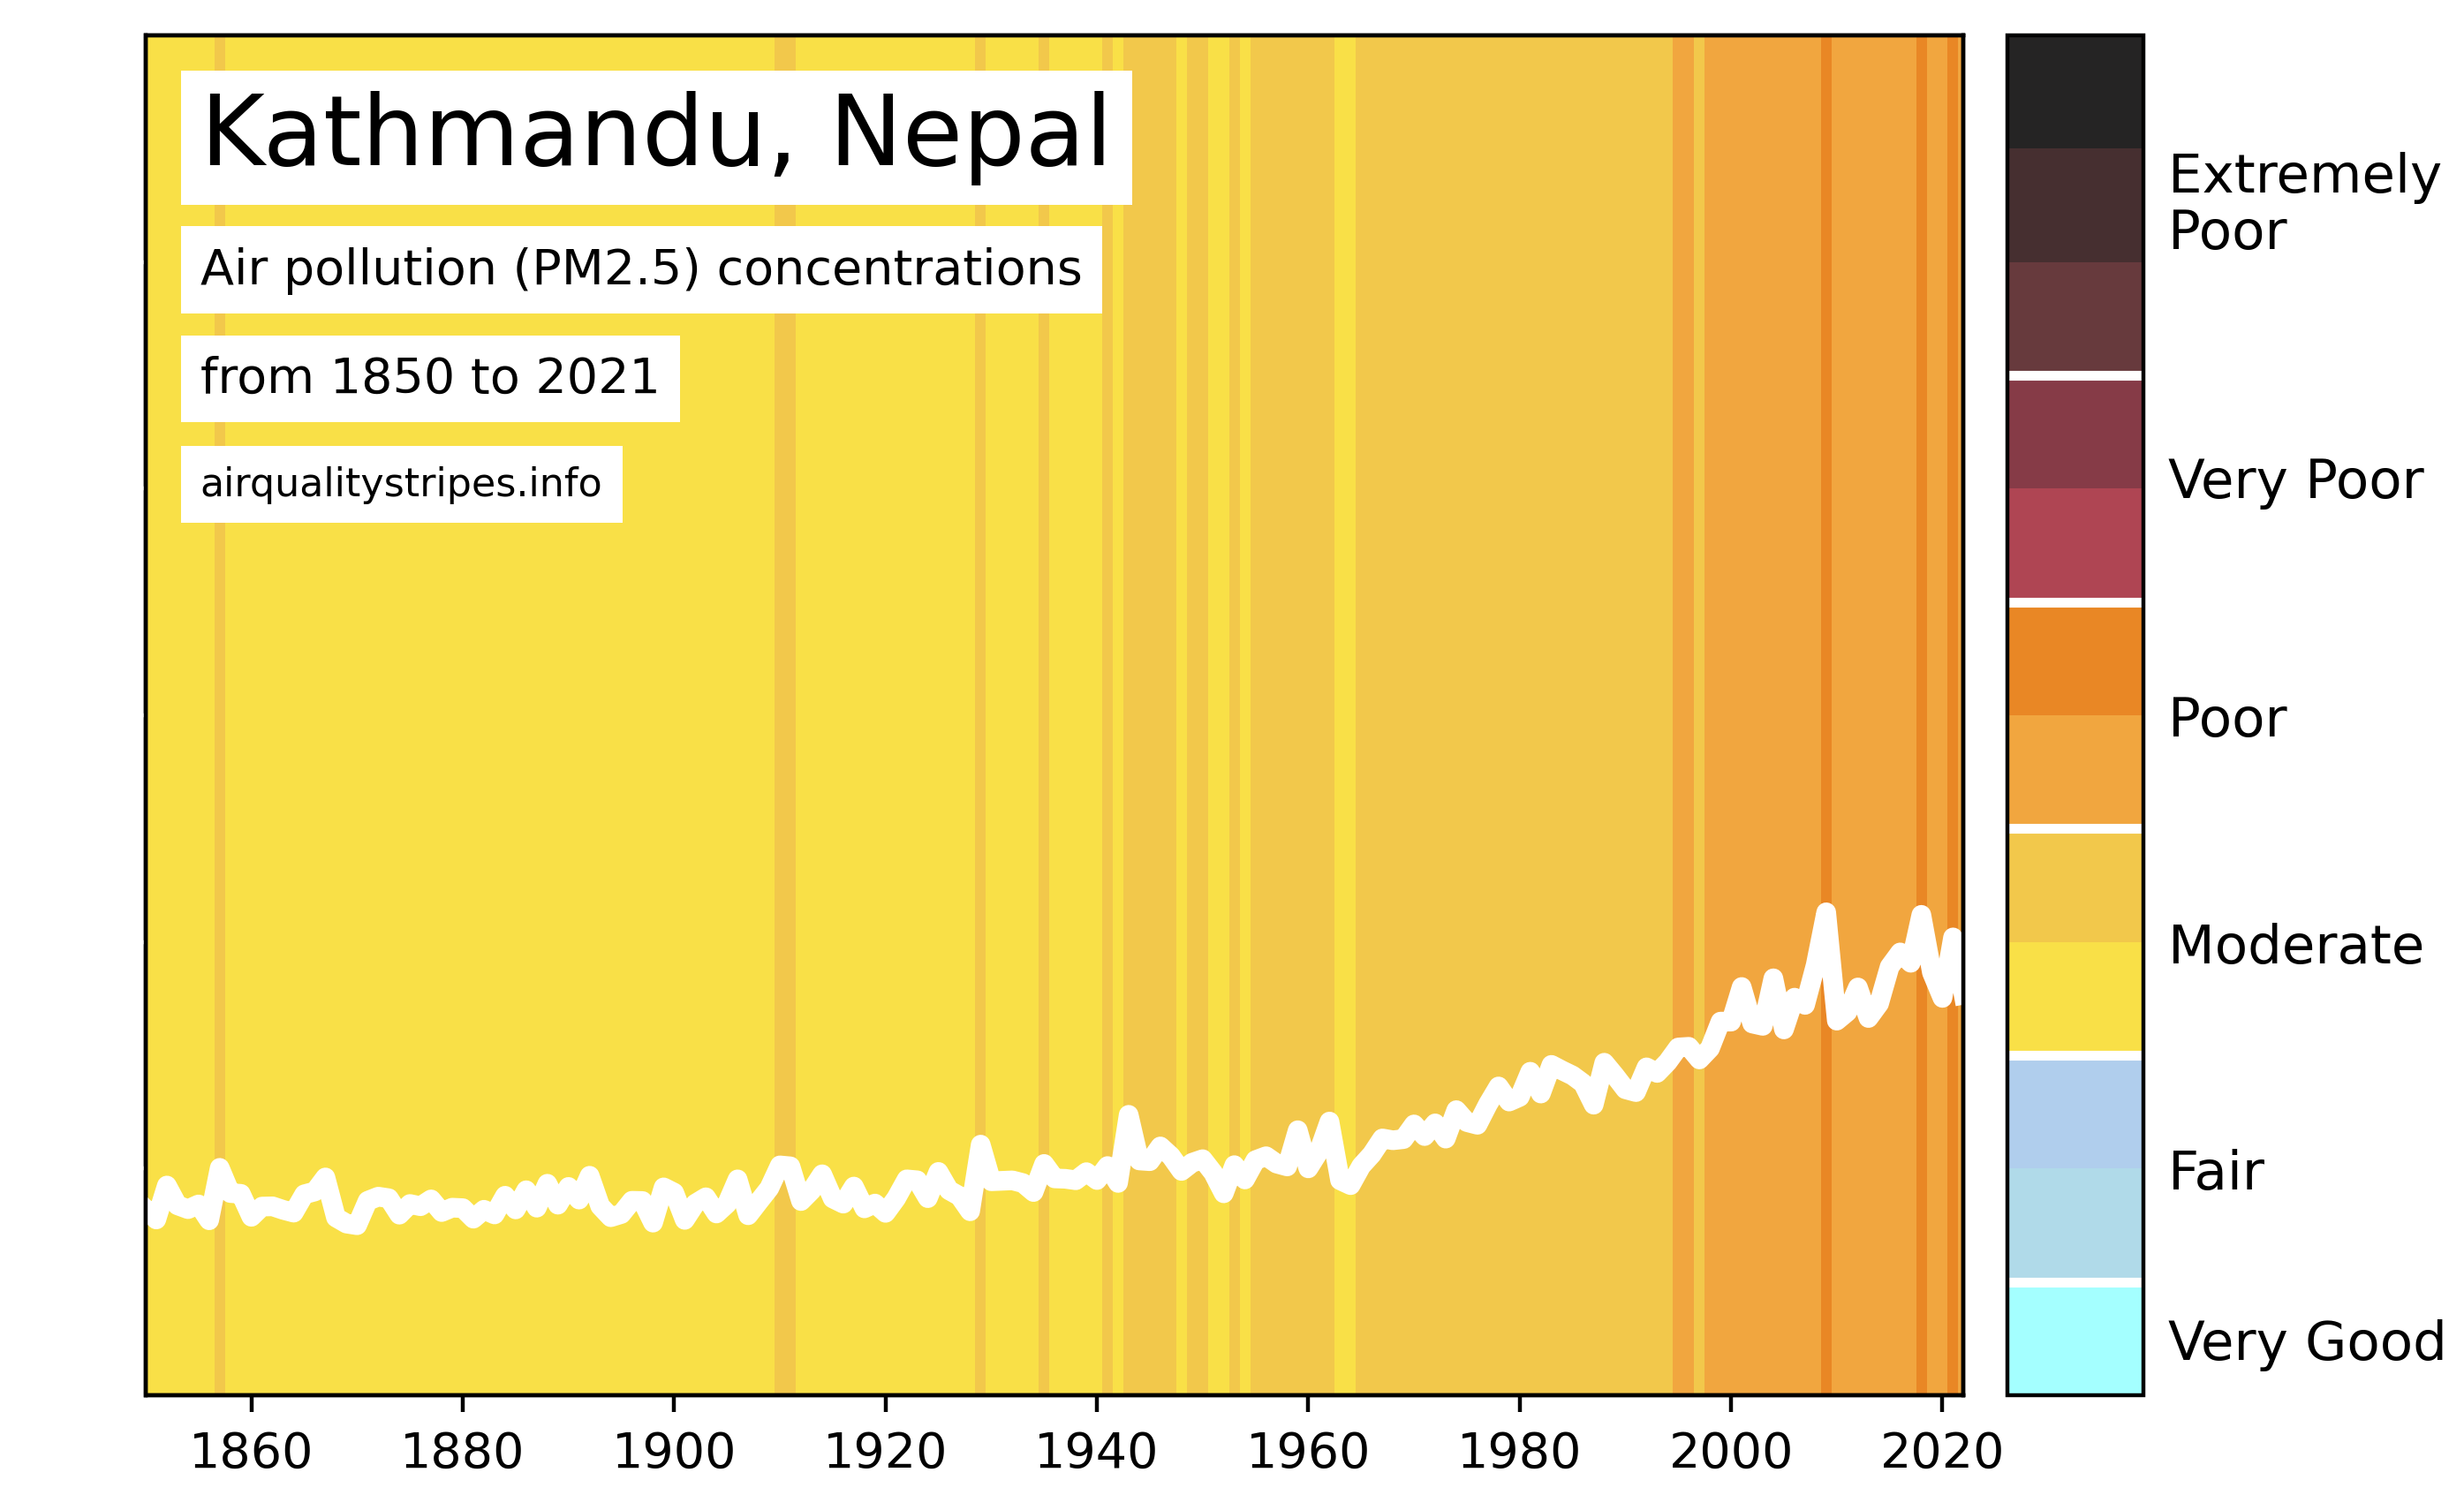 Kathmandu, Nepal
Air pollution (PM2.5) concentrations
from 1850 to 2021
airqualitystripes.info
Extremely
Poor
Very Poor
Poor
Moderate
Fair
Very Good
1860 1880 1900 1920 1940 1960 1980 2000 2020